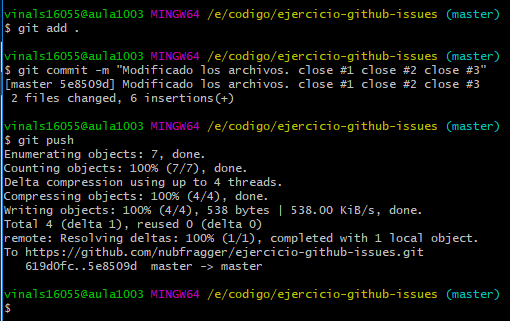 vinals16055@aula1003 MINGW64 /e/codigo/ejercicio-github-issues (master)
$ git add .

vinals16055@aula1003 MINGW64 /e/codigo/ejercicio-github-issues (master)
$ git commit -m "Modificado los archivos. close #1 close #2 close #3"
[master 5e8509d] Modificado los archivos. close #1 close #2 close #3
 2 files changed, 6 insertions(+)

vinals16055@aula1003 MINGW64 /e/codigo/ejercicio-github-issues (master)
$ git push
Enumerating objects: 7, done.
Counting objects: 100% (7/7), done.
Delta compression using up to 4 threads.
Compressing objects: 100% (4/4), done.
Writing objects: 100% (4/4), 538 bytes | 538.00 KiB/s, done.
Total 4 (delta 1), reused 0 (delta 0)
remote: Resolving deltas: 100% (1/1), completed with 1 local object.
To https://github.com/nubfragger/ejercicio-github-issues.git
   619d0fc..5e8509d  master -> master

vinals16055@aula1003 MINGW64 /e/codigo/ejercicio-github-issues (master)
$